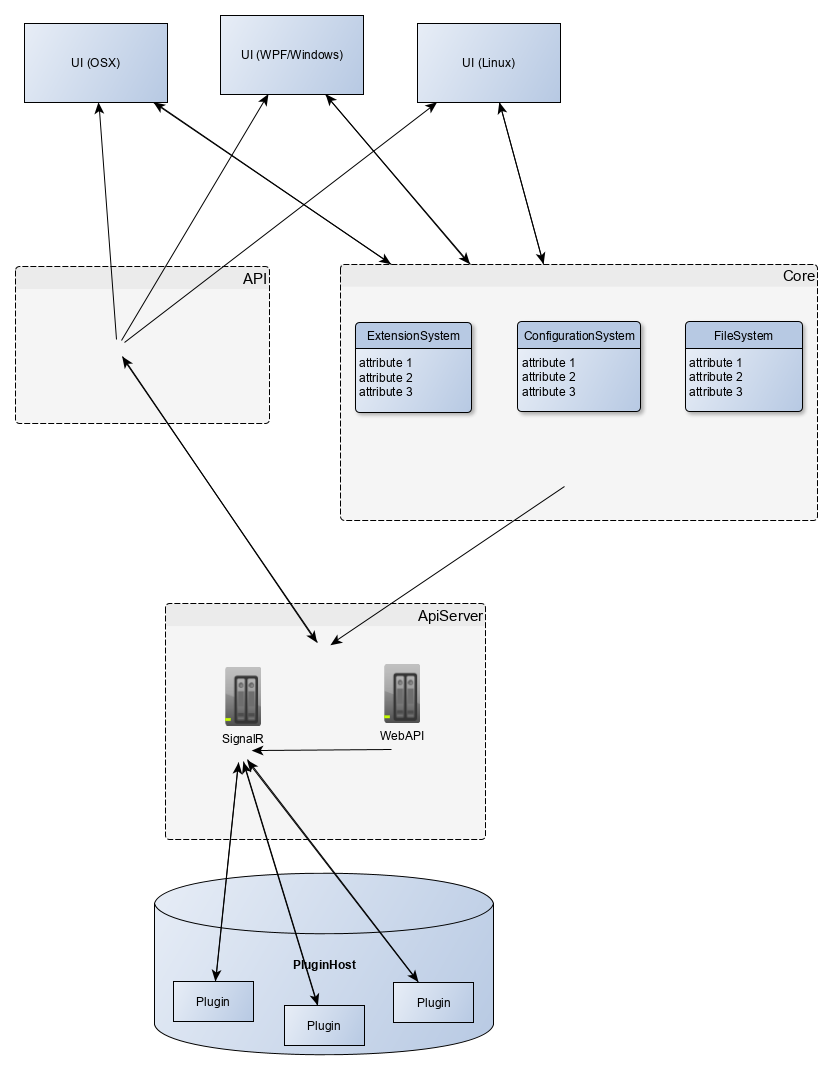 UI (OSX)
UI (WPF/Windows)
UI (Linux)
API
Core
ExtensionSystem
attribute 1
attribute 2
attribute 3
ConfigurationSystem
attribute 1
attribute 2
attribute 3
FileSystem
attribute 1
attribute 2
attribute 3
ApiServer
SignalR
WebAPI
PluginHost
Plugin
Plugin
Plugin